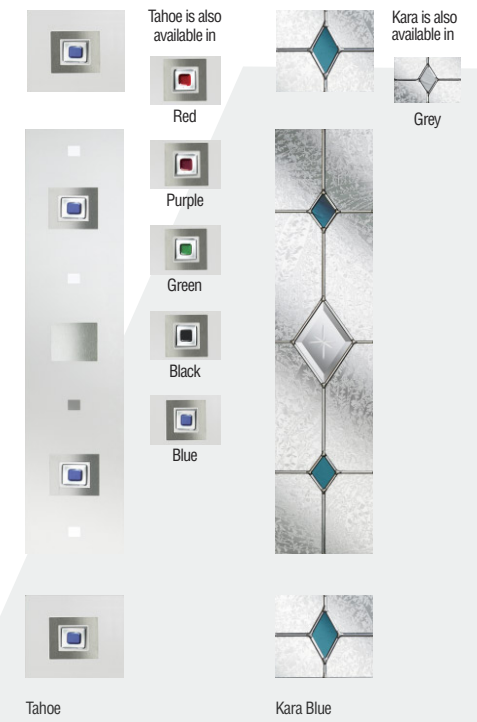 Tahoe is also
available in
Red
Purple
Green
Black
Blue
Tahoe
Kara is also
available in
Grey
Kara Blue